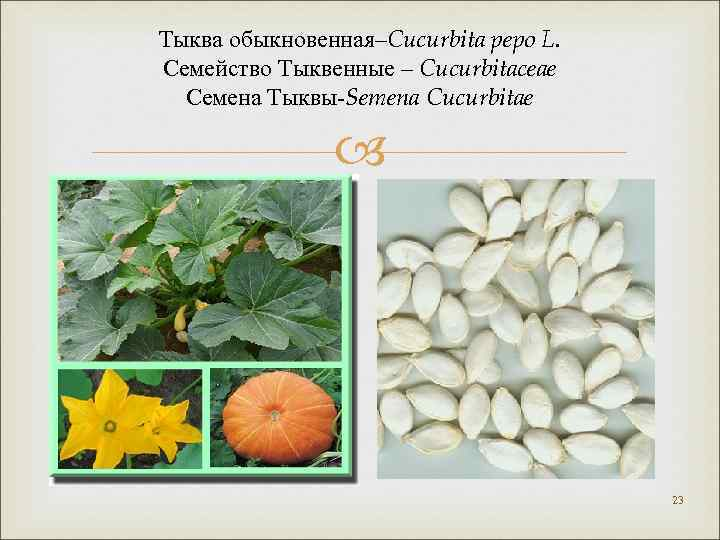 Тыква обыкновенная–Cucurbita pepo L.
Семейство Тыквенные – Cucurbitaceae
Семена Тыквы-Semena Cucurbitae
23